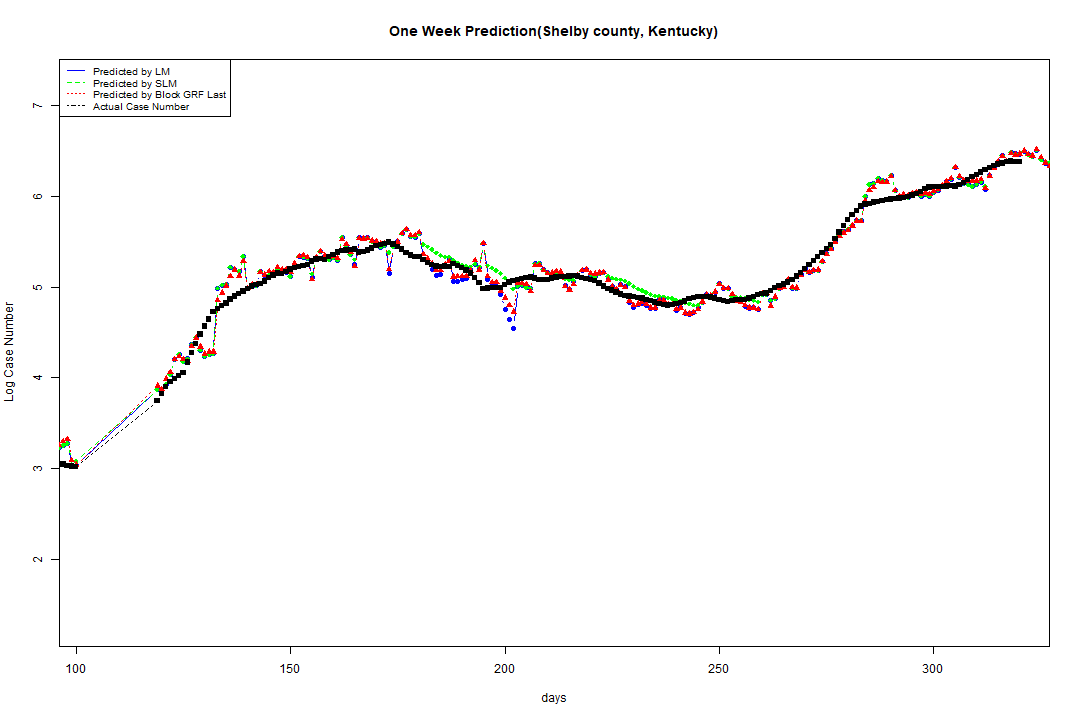 One Week Prediction(Shelby county, Kentucky)
Predicted by LM
Predicted by SLM
Predicted by Block GRF Last
Actual Case Number
7
6
5
4
3
2
Log Case Number
100 150 200 250 300
days